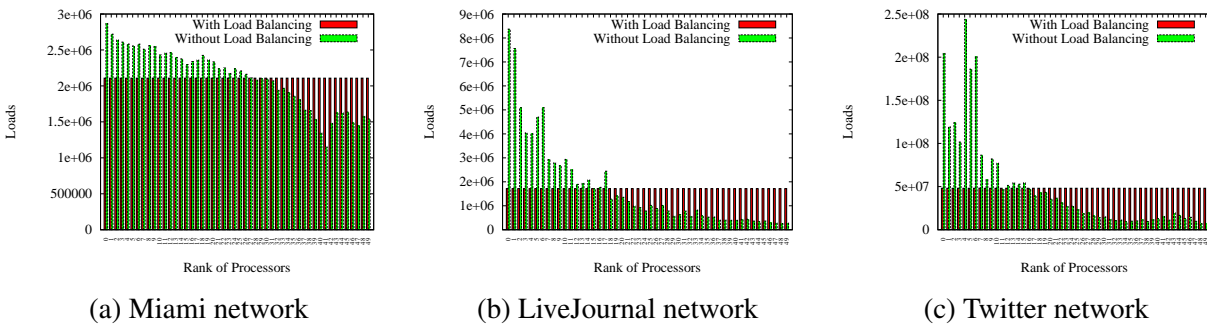 3e+06
2.5e+06
2e+06
1.5e+06
1e+06
500000
0
Loads
With Load Balancing
Without Load Balancing
Rank of Processors
(a) Miami network
9e+06
8e+06
7e+06
6e+06
5e+06
4e+06
3e+06
2e+06
1e+06
0
Loads
With Load Balancing
Without Load Balancing
Rank of Processors
(b) LiveJournal network
2.5e+08
2e+08
1.5e+08
1e+08
5e+07
0
Loads
With Load Balancing
Without Load Balancing
Rank of Processors
(c) Twitter network